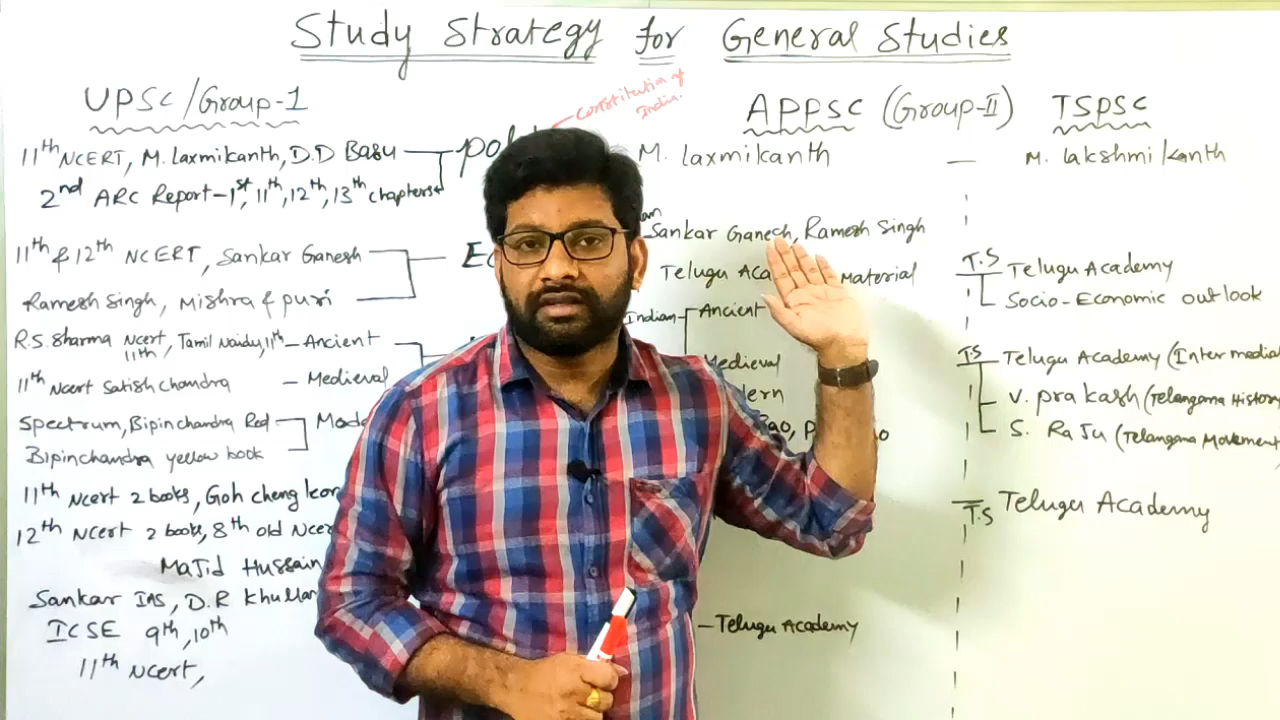 Study Strategy for General Studies
UPSC/Group-1
11th NCERT, M. Laxmikanth, D.D Basu
2nd ARC Report - 1st, 11th, 12th, 13th chapters
11th & 12th NCERT, Sankar Ganesh
Ramesh Singh, Mishra & puri
R.S. Sharma Ncert 11th, Tamil Naidu, 11th - Ancient
11th Ncert Satish Chandra - Medieval
Spectrum, Bipinchandra Red
Bipinchandra yellow book
11th Ncert 2 books, Goh cheng
12th Ncert 2 books, 8th old
Majid Hussain
Sankar IAS, D.R Khullar
ICSE 9th, 10th
11th Ncert,
Constitution of
India.
APPSC (Group-II)
M. laxmikanth
Sankar Ganesh, Ramesh Singh
Telugu Material
Indian Ancient
Medieval
- Telugu Academy
TSPSC
M. lakshmikanth
T.S Telugu Academy
Socio-Economic outlook
T.S Telugu Academy
V. prakash (Telangana History
S. Raju (Telangana Movement
T.S Telugu Academy